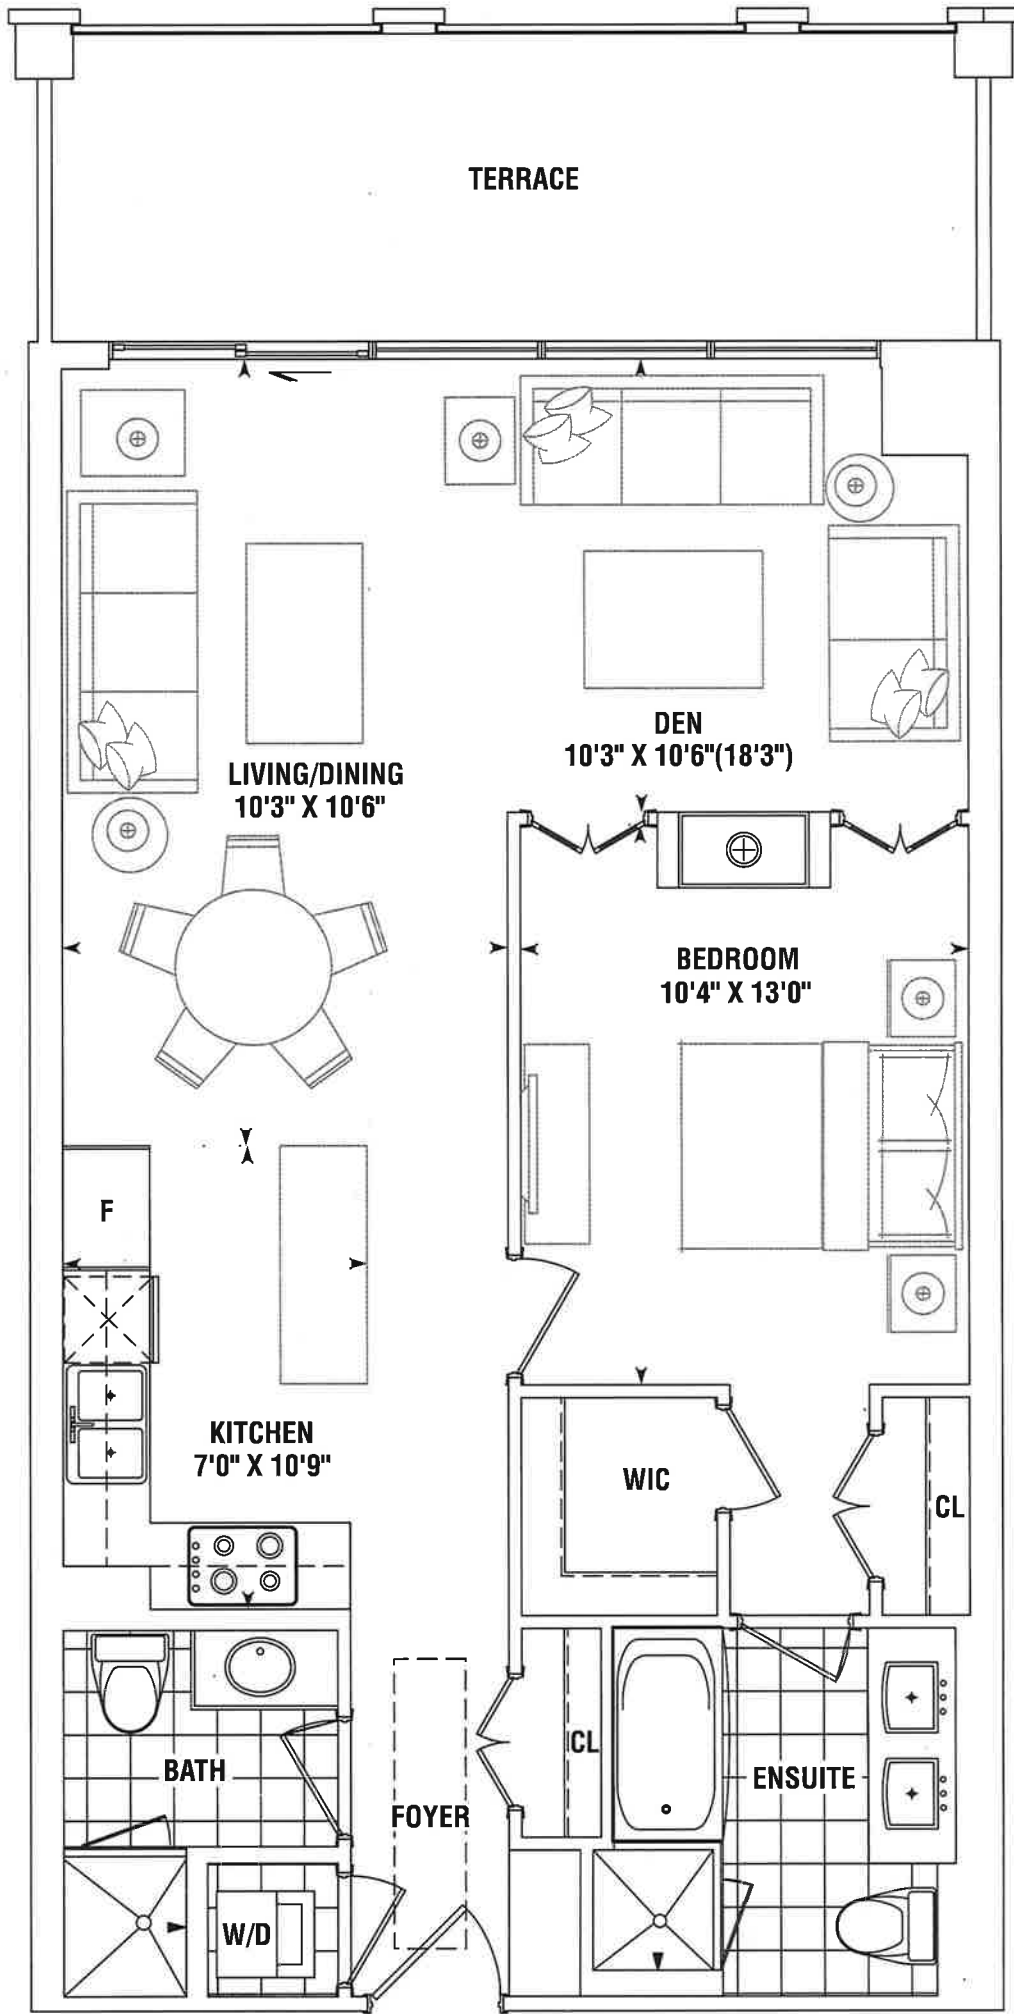 TERRACE
DEN
10'3" X 10'6"(18'3")
LIVING/DINING
10'3" X 10'6"
BEDROOM
10'4" X 13'0"
F
KITCHEN
7'0" X 10'9"
WIC
CL
CL
BATH
ENSUITE
FOYER
W/D